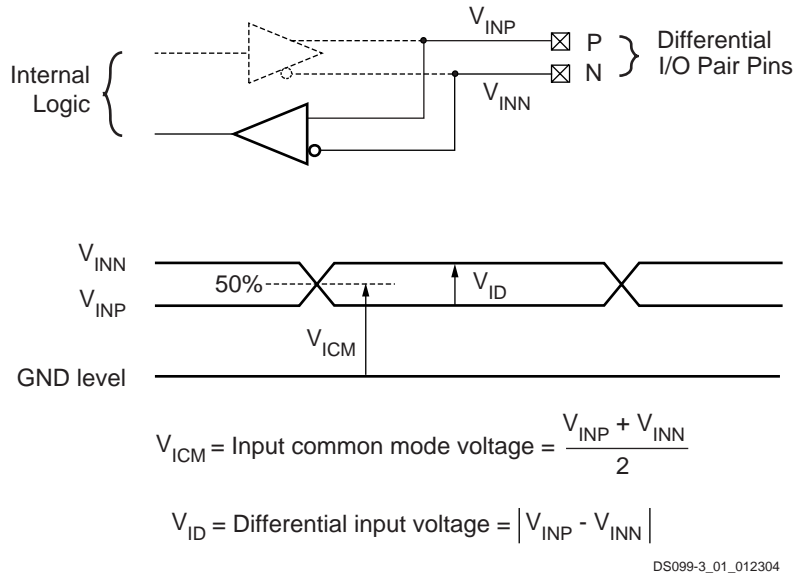 V_INP
P
Differential
I/O Pair Pins
N
Internal
Logic
V_INN
V_INN
50%
V_ID
V_INP
V_ICM
GND level
V_ICM = Input common mode voltage = (V_INP + V_INN) / 2
V_ID = Differential input voltage = |V_INP - V_INN|
DS099-3_01_012304